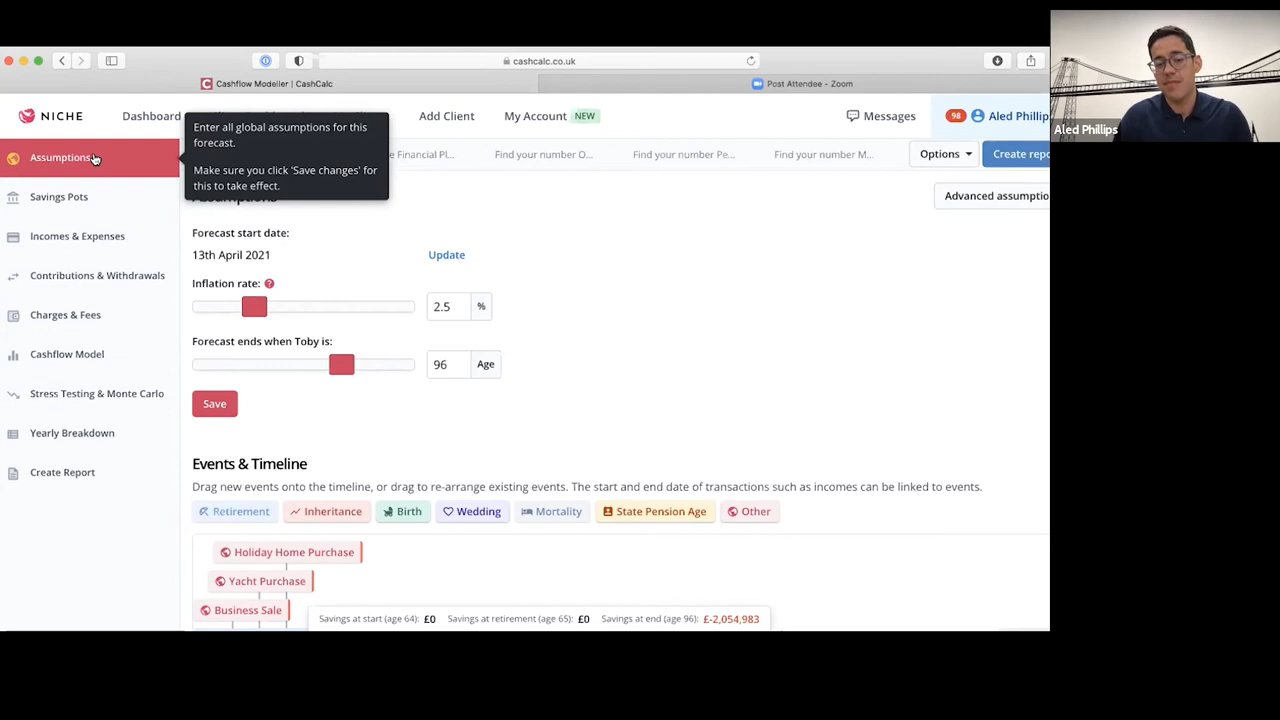 cashcalc.co.uk
Cashflow Modeller | CashCalc
Post Attendee - Zoom
NICHE
Dashboard
Add Client
My Account NEW
Messages
98 Aled Phillip
Aled Phillips
Enter all global assumptions for this
forecast.
Make sure you click 'Save changes' for
this to take effect.
Assumptions
Savings Pots
Incomes & Expenses
Contributions & Withdrawals
Charges & Fees
Cashflow Model
Stress Testing & Monte Carlo
Yearly Breakdown
Create Report
e Financial Pl...
Find your number O...
Find your number Pe...
Find your number M...
Options
Create repo
Assumptions
Advanced assumptio
Forecast start date:
13th April 2021
Update
Inflation rate: ?
2.5 %
Forecast ends when Toby is:
96 Age
Save
Events & Timeline
Drag new events onto the timeline, or drag to re-arrange existing events. The start and end date of transactions such as incomes can be linked to events.
Retirement Inheritance Birth Wedding Mortality State Pension Age Other
Holiday Home Purchase
Yacht Purchase
Business Sale
Savings at start (age 64): £0 Savings at retirement (age 65): £0 Savings at end (age 96): £-2,054,983